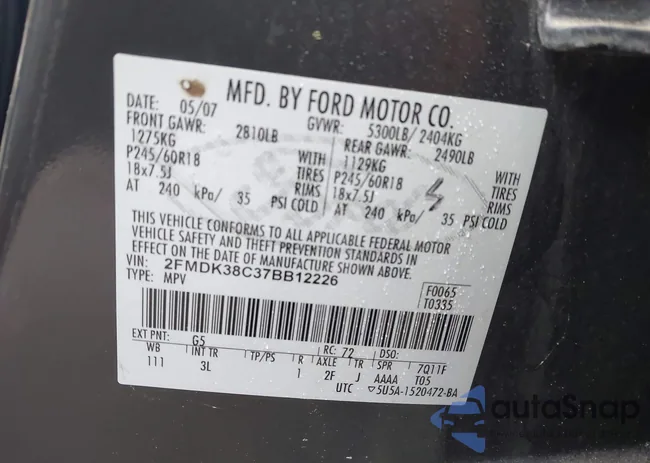 MFD. BY FORD MOTOR CO.
DATE: 05/07 GVWR: 5300LB/ 2404KG
FRONT GAWR: 2810LB REAR GAWR: 2490LB
1275KG WITH 1129KG WITH
P245/60R18 TIRES P245/60R18 TIRES
18x7.5J RIMS 18x7.5J RIMS
AT 240 kPa/ 35 PSI COLD AT 240 kPa/ 35 PSI COLD
THIS VEHICLE CONFORMS TO ALL APPLICABLE FEDERAL MOTOR
VEHICLE SAFETY AND THEFT PREVENTION STANDARDS IN
EFFECT ON THE DATE OF MANUFACTURE SHOWN ABOVE.
VIN: 2FMDK38C37BB12226
TYPE: MPV
F0065
T0335
EXT PNT: G5 RC: 72 DSO:
WB INT TR TP/PS R AXLE TR SPR 7Q11F
111 3L 1 2F J AAAA T05
UTC ▽5U5A-1520472-BA
autoSnap